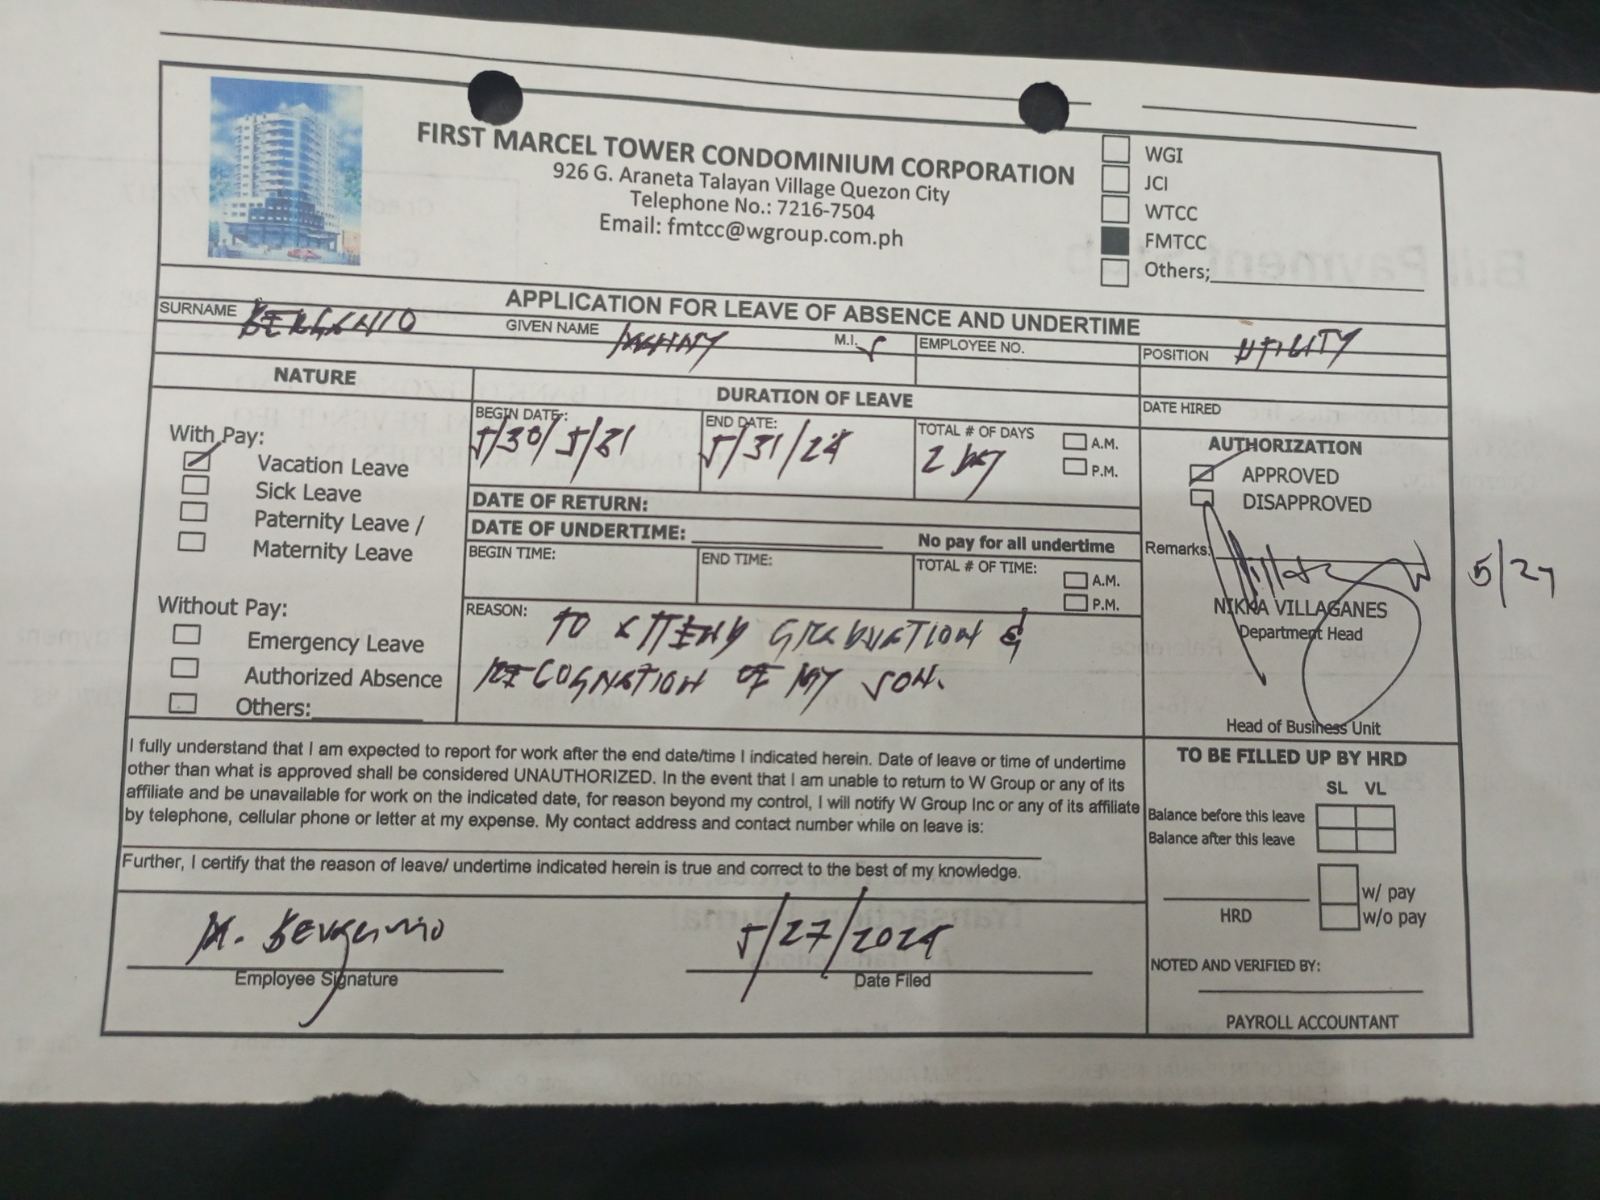 FIRST MARCEL TOWER CONDOMINIUM CORPORATION
926 G. Araneta Talayan Village Quezon City
Telephone No.: 7216-7504
Email: fmtcc@wgroup.com.ph
WGI
JCI
WTCC
FMTCC
Others;
APPLICATION FOR LEAVE OF ABSENCE AND UNDERTIME
SURNAME BERGANIO GIVEN NAME M.I. S EMPLOYEE NO. POSITION UTILITY
NATURE
DURATION OF LEAVE
DATE HIRED
With Pay:
Vacation Leave
Sick Leave
Paternity Leave /
Maternity Leave
Without Pay:
Emergency Leave
Authorized Absence
Others:
BEGIN DATE: 5/30/ 5/31
END DATE: 5/31/24
TOTAL # OF DAYS 2 A.M.
P.M.
DATE OF RETURN:
DATE OF UNDERTIME: No pay for all undertime
BEGIN TIME: END TIME: TOTAL # OF TIME: A.M.
P.M.
REASON: TO ATTEND GRADUATION &
RECOGNATION OF MY SON.
AUTHORIZATION
APPROVED
DISAPPROVED
Remarks:
5/27
NIKKA VILLAGANES
Department Head
Head of Business Unit
I fully understand that I am expected to report for work after the end date/time I indicated herein. Date of leave or time of undertime
other than what is approved shall be considered UNAUTHORIZED. In the event that I am unable to return to W Group or any of its
affiliate and be unavailable for work on the indicated date, for reason beyond my control, I will notify W Group Inc or any of its affiliate
by telephone, cellular phone or letter at my expense. My contact address and contact number while on leave is:
Further, I certify that the reason of leave/ undertime indicated herein is true and correct to the best of my knowledge.
M. Berganio
Employee Signature
5/27/2024
Date Filed
TO BE FILLED UP BY HRD
SL VL
Balance before this leave
Balance after this leave
w/ pay
HRD w/o pay
NOTED AND VERIFIED BY:
PAYROLL ACCOUNTANT